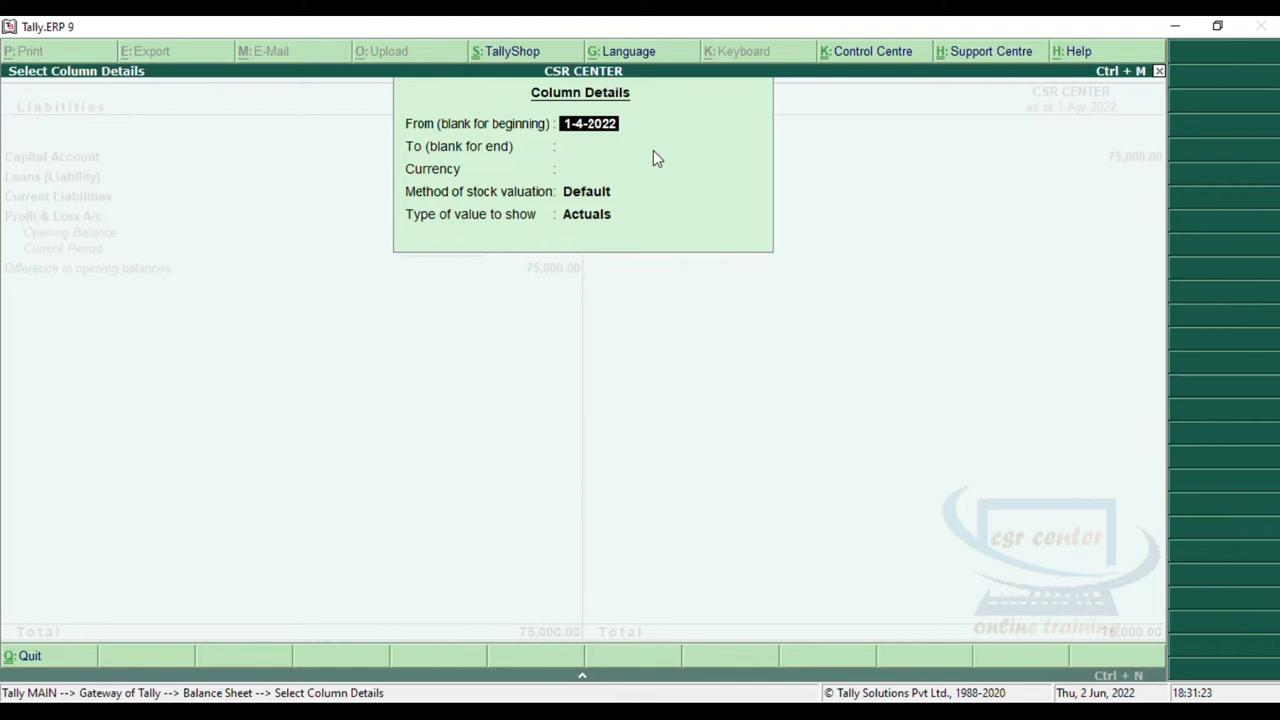 Tally.ERP 9
P: Print E: Export M: E-Mail O: Upload S: TallyShop G: Language K: Keyboard K: Control Centre H: Support Centre H: Help
Select Column Details CSR CENTER Ctrl + M
Column Details
Liabilities CSR CENTER
as at 1-Apr-2022
From (blank for beginning) : 1-4-2022
To (blank for end) :
Capital Account 75,000.00
Currency :
Loans (Liability)
Method of stock valuation: Default
Current Liabilities
Type of value to show : Actuals
Profit & Loss A/c
Opening Balance
Current Period
Difference in opening balances 75,000.00
csr center
online training
Total 75,000.00 Total 75,000.00
Q: Quit
Ctrl + N
Tally MAIN --> Gateway of Tally --> Balance Sheet --> Select Column Details © Tally Solutions Pvt Ltd., 1988-2020 Thu, 2 Jun, 2022 18:31:23